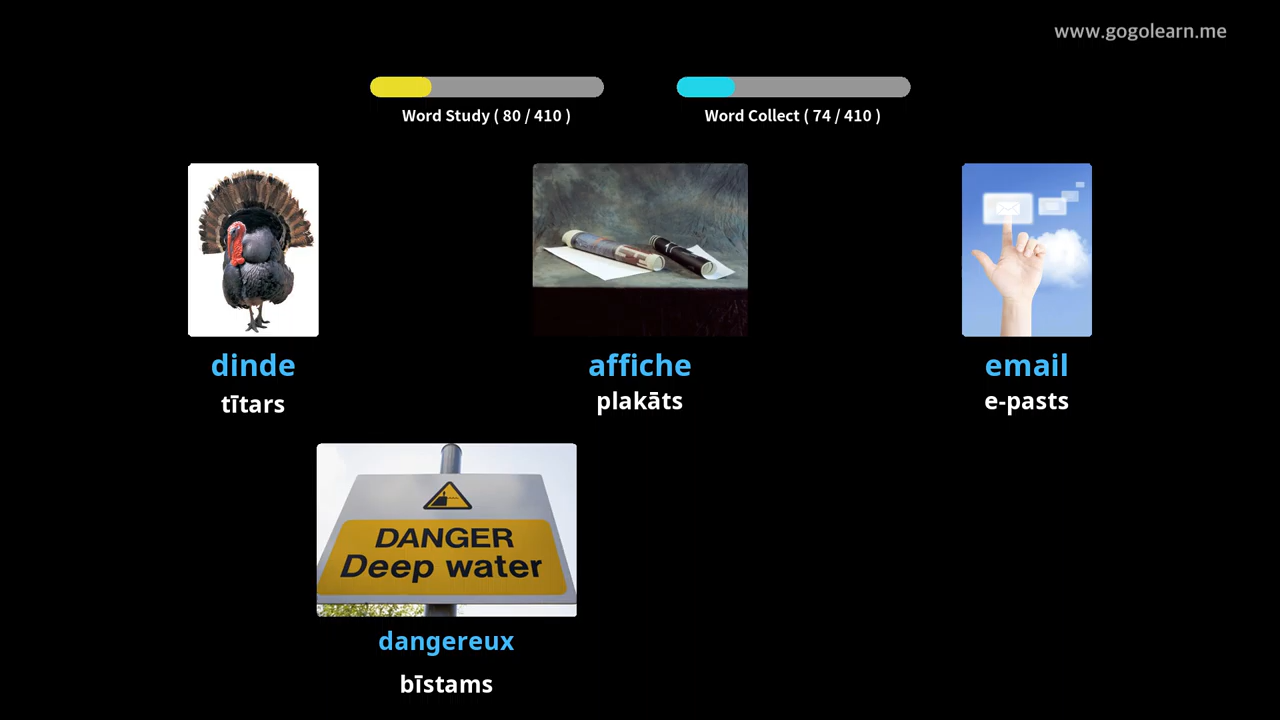 www.gogolearn.me
Word Study ( 80 / 410 )
Word Collect ( 74 / 410 )
dinde
affiche
email
tītars
plakāts
e-pasts
DANGER
Deep water
dangereux
bīstams